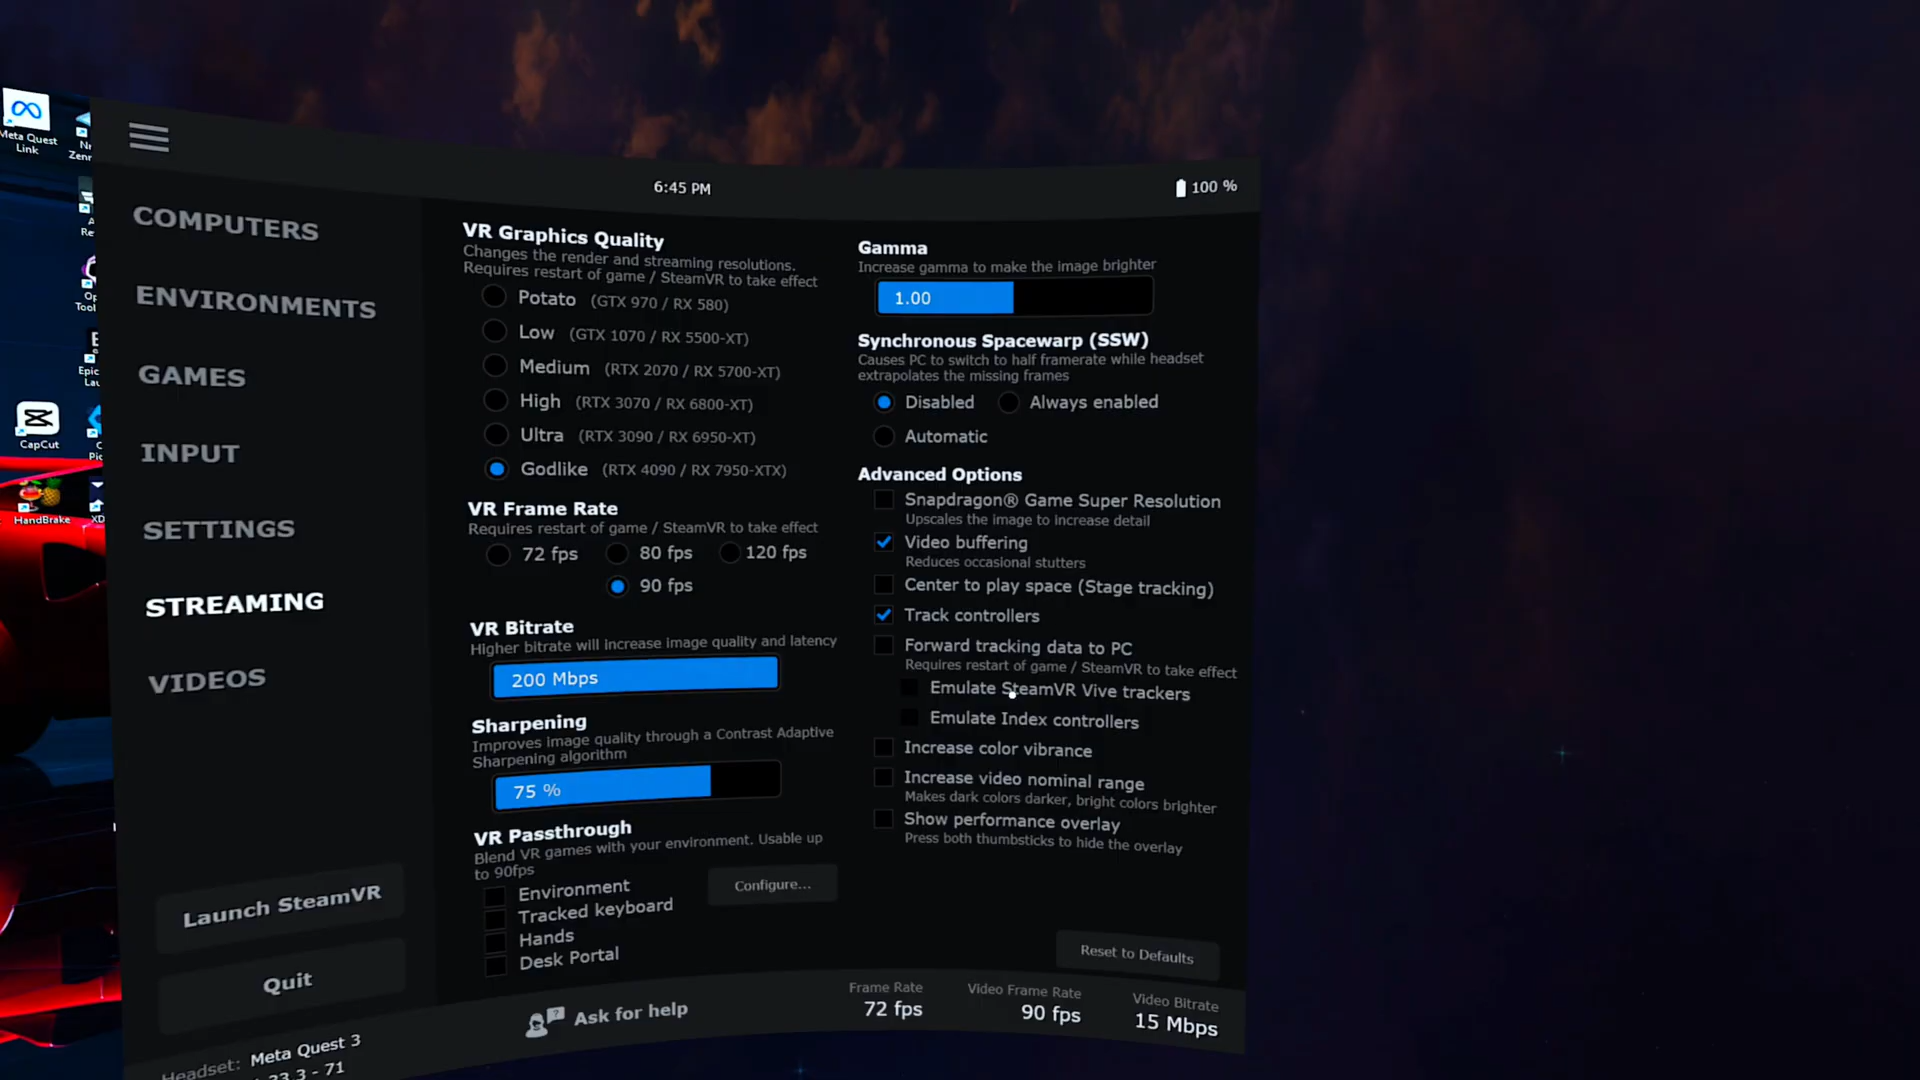 Meta Quest
Link
Zenn
Re
Tool
Epic
CapCut
HandBrake
XD
6:45 PM
100 %
COMPUTERS
ENVIRONMENTS
GAMES
INPUT
SETTINGS
STREAMING
VIDEOS
Launch SteamVR
Quit
Headset: Meta Quest 3
33.3 - 71
VR Graphics Quality
Changes the render and streaming resolutions.
Requires restart of game / SteamVR to take effect
Potato (GTX 970 / RX 580)
Low (GTX 1070 / RX 5500-XT)
Medium (RTX 2070 / RX 5700-XT)
High (RTX 3070 / RX 6800-XT)
Ultra (RTX 3090 / RX 6950-XT)
Godlike (RTX 4090 / RX 7950-XTX)
VR Frame Rate
Requires restart of game / SteamVR to take effect
72 fps 80 fps 120 fps
90 fps
VR Bitrate
Higher bitrate will increase image quality and latency
200 Mbps
Sharpening
Improves image quality through a Contrast Adaptive
Sharpening algorithm
75 %
VR Passthrough
Blend VR games with your environment. Usable up
to 90fps
Environment
Tracked keyboard
Hands
Desk Portal
Configure...
Gamma
Increase gamma to make the image brighter
1.00
Synchronous Spacewarp (SSW)
Causes PC to switch to half framerate while headset
extrapolates the missing frames
Disabled Always enabled
Automatic
Advanced Options
Snapdragon® Game Super Resolution
Upscales the image to increase detail
Video buffering
Reduces occasional stutters
Center to play space (Stage tracking)
Track controllers
Forward tracking data to PC
Requires restart of game / SteamVR to take effect
Emulate SteamVR Vive trackers
Emulate Index controllers
Increase color vibrance
Increase video nominal range
Makes dark colors darker, bright colors brighter
Show performance overlay
Press both thumbsticks to hide the overlay
Reset to Defaults
Ask for help
Frame Rate
72 fps
Video Frame Rate
90 fps
Video Bitrate
15 Mbps